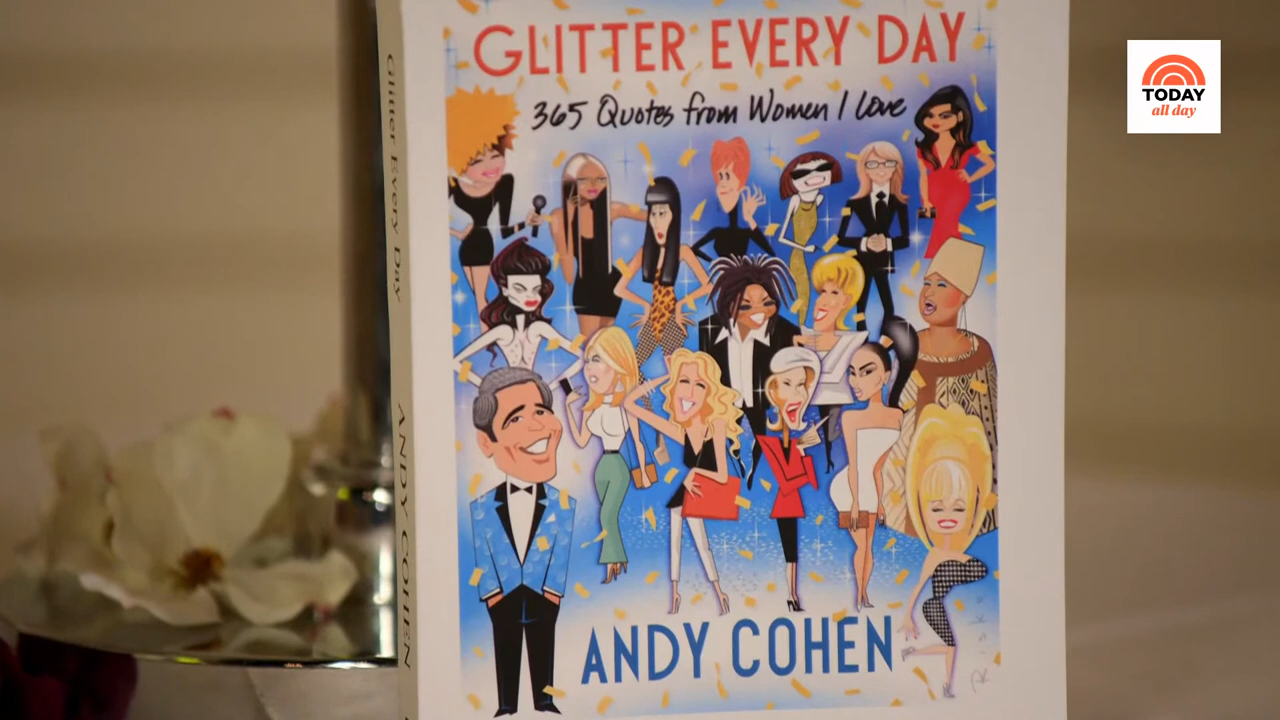 GLITTER EVERY DAY
365 Quotes from Women I Love
ANDY COHEN
Glitter Every Day
ANDY COHEN
TODAY
all day